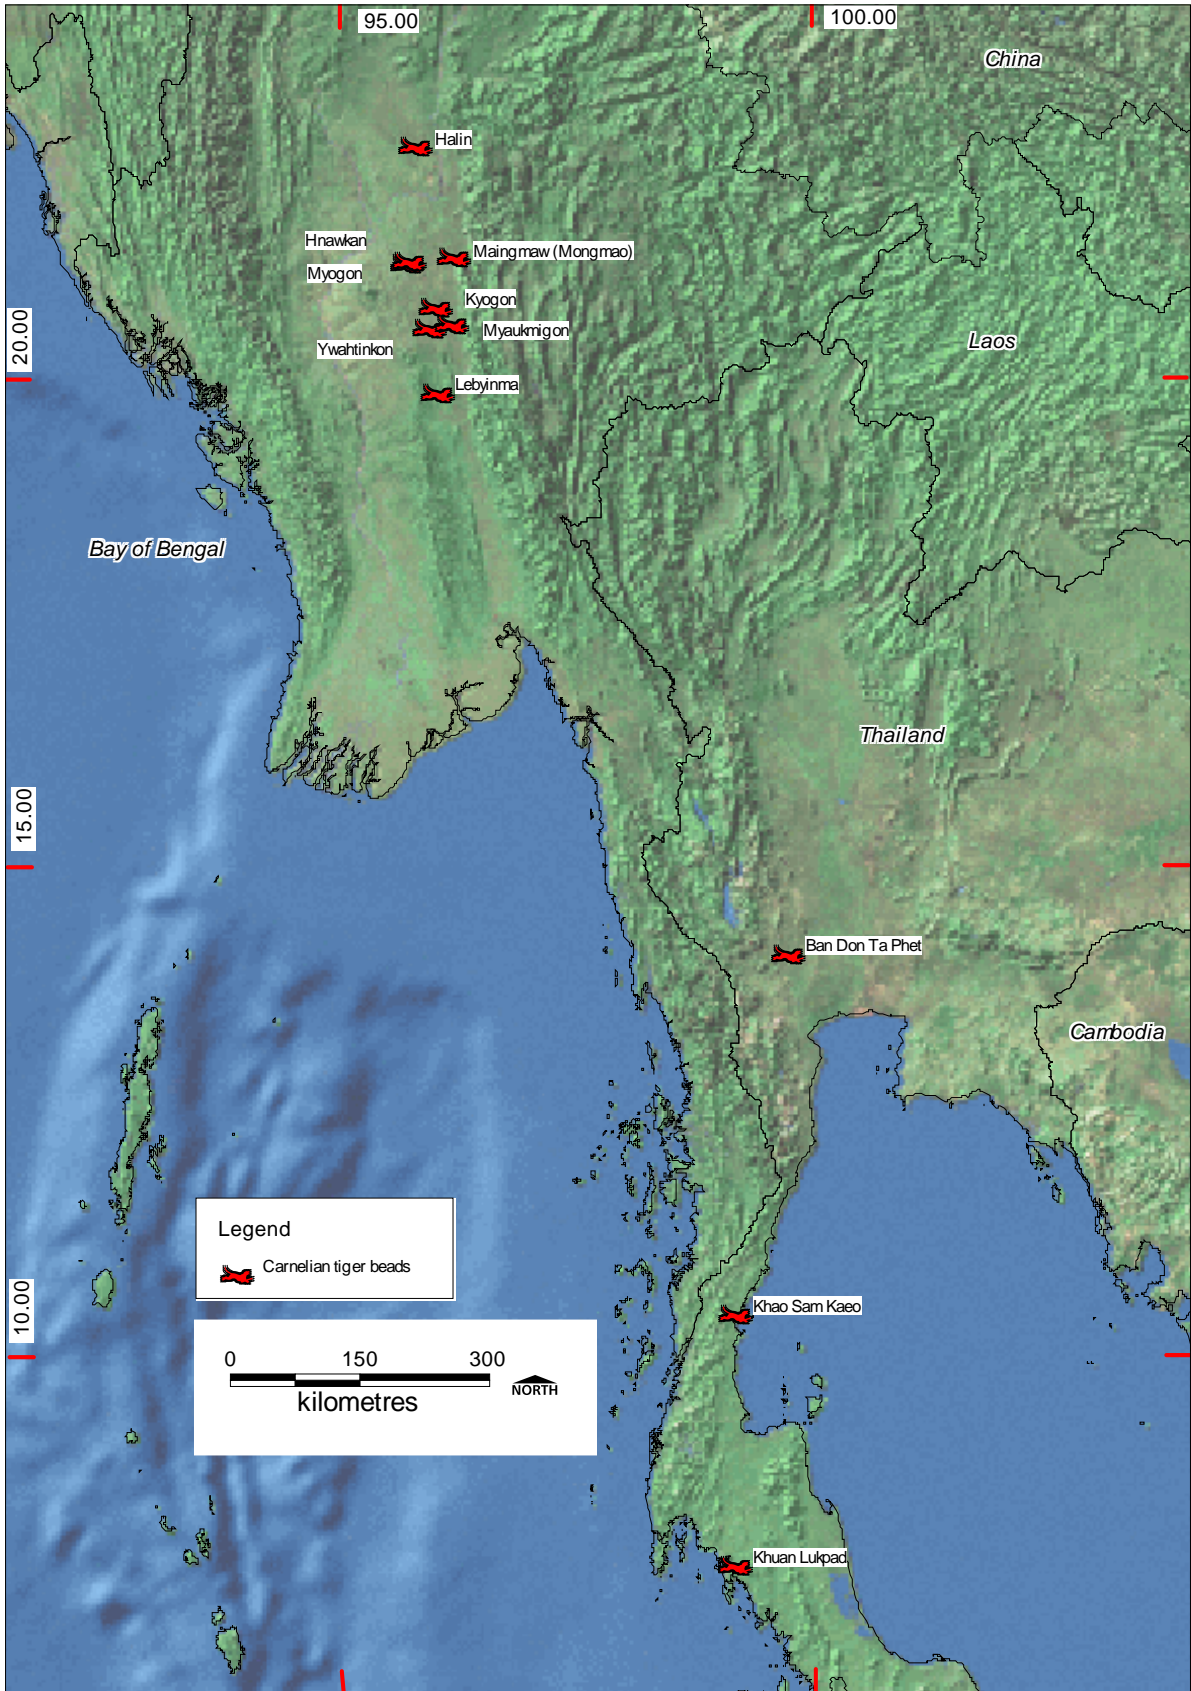 95.00
100.00
China
Halin
Hnawkan
Maingmaw (Mongmao)
Myogon
Kyogon
Myaukmigon
Ywahtinkon
20.00
Laos
Lebyinma
Bay of Bengal
Thailand
15.00
Ban Don Ta Phet
Cambodia
Legend
Carnelian tiger beads
10.00
Khao Sam Kaeo
0 150 300
NORTH
kilometres
Khuan Lukpad